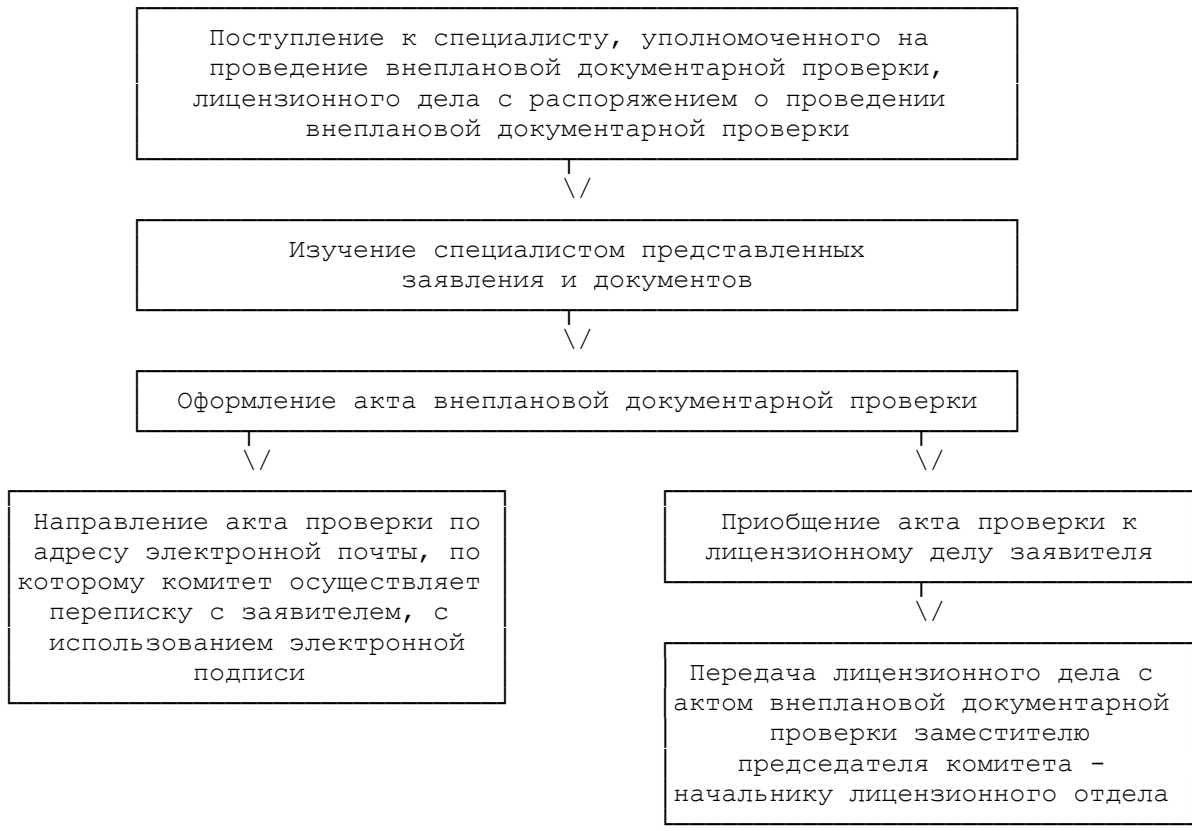 Поступление к специалисту, уполномоченного на
проведение внеплановой документарной проверки,
лицензионного дела с распоряжением о проведении
внеплановой документарной проверки
\/
Изучение специалистом представленных
заявления и документов
\/
Оформление акта внеплановой документарной проверки
\/
\/
Направление акта проверки по
адресу электронной почты, по
которому комитет осуществляет
переписку с заявителем, с
использованием электронной
подписи
Приобщение акта проверки к
лицензионному делу заявителя
\/
Передача лицензионного дела с
актом внеплановой документарной
проверки заместителю
председателя комитета -
начальнику лицензионного отдела